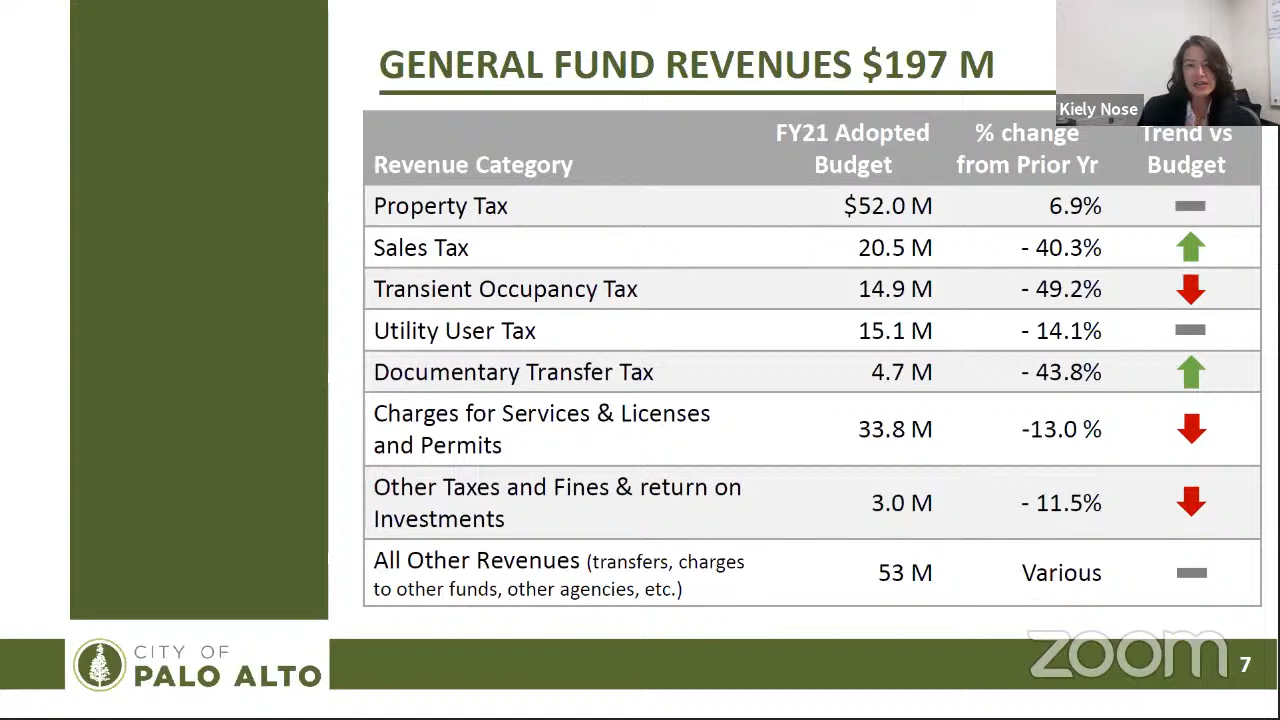 GENERAL FUND REVENUES $197 M
Kiely Nose
Revenue Category
FY21 Adopted
Budget
% change
from Prior Yr
Trend vs
Budget
Property Tax $52.0 M 6.9%
Sales Tax 20.5 M - 40.3%
Transient Occupancy Tax 14.9 M - 49.2%
Utility User Tax 15.1 M - 14.1%
Documentary Transfer Tax 4.7 M - 43.8%
Charges for Services & Licenses
and Permits 33.8 M -13.0 %
Other Taxes and Fines & return on
Investments 3.0 M - 11.5%
All Other Revenues (transfers, charges
to other funds, other agencies, etc.) 53 M Various
CITY OF
PALO ALTO
zoom
7